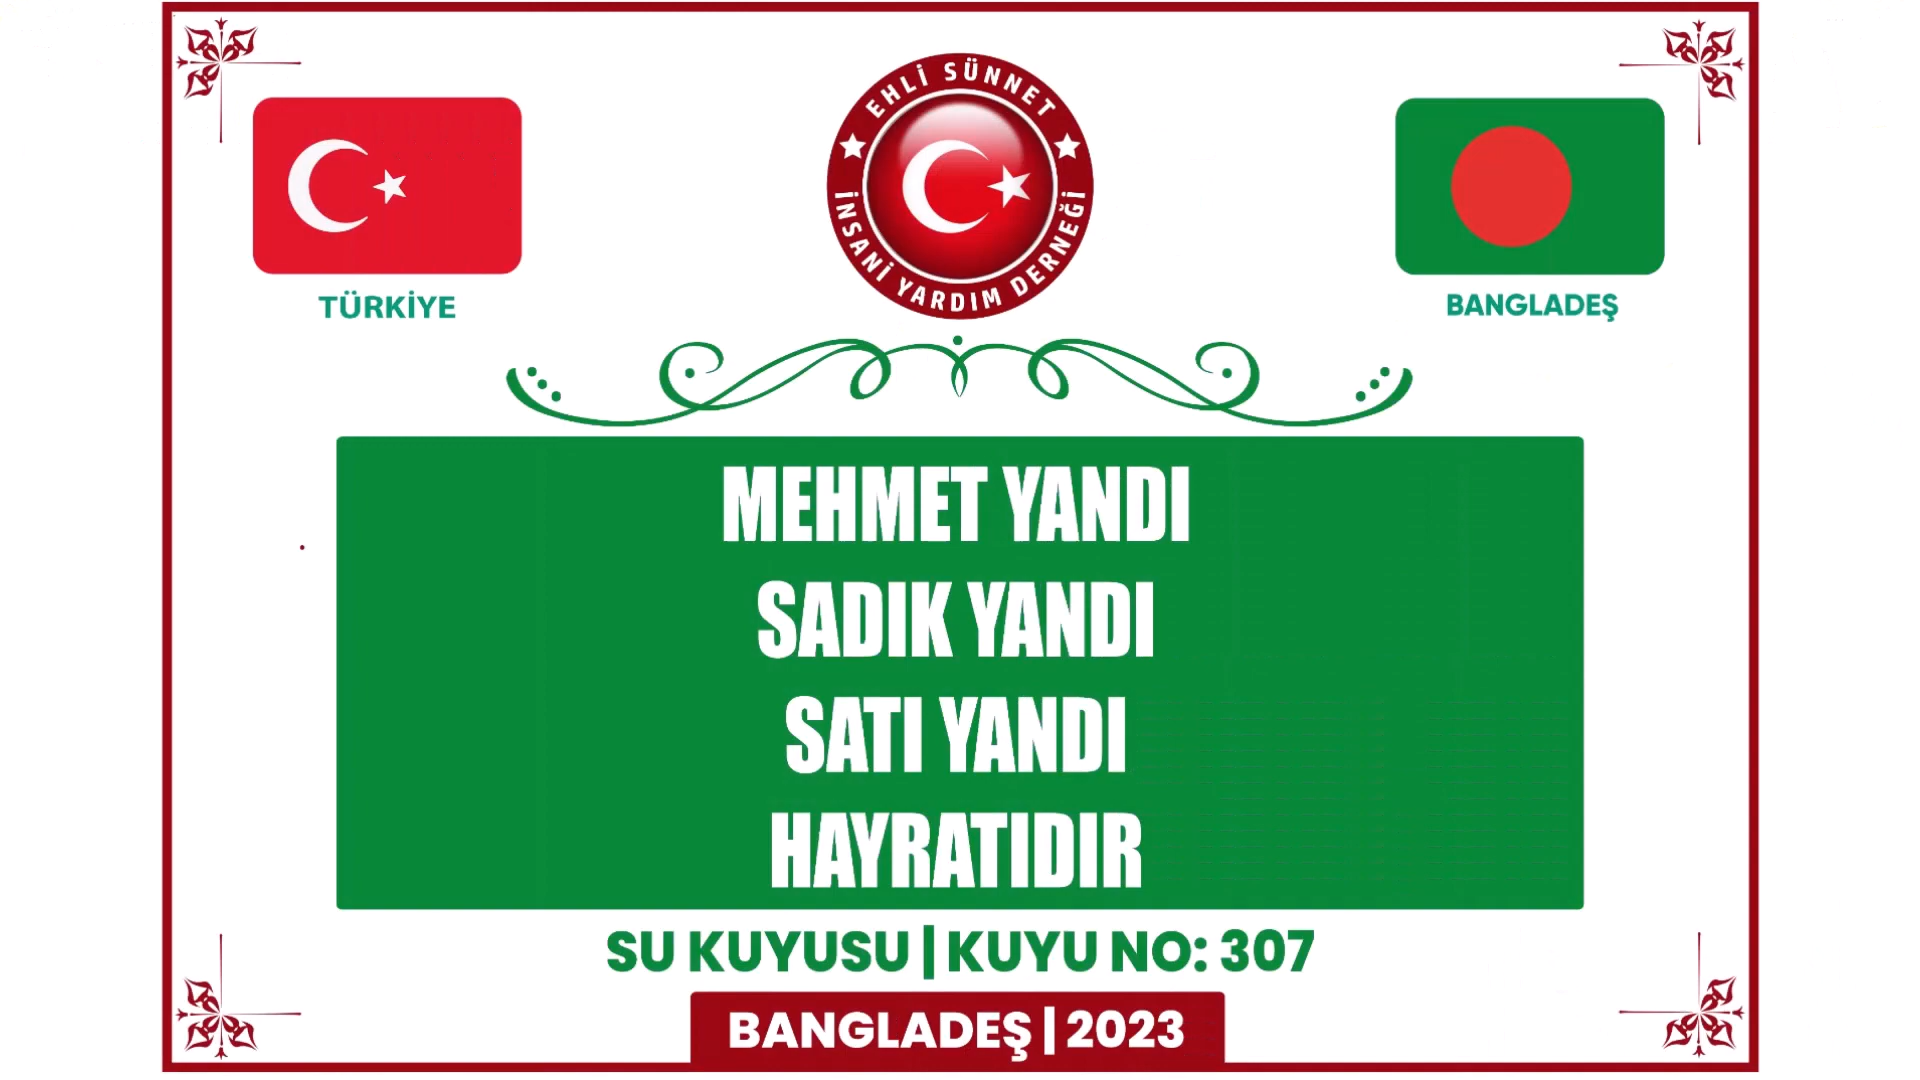 EHLİ SÜNNET
İNSANİ YARDIM DERNEĞİ
TÜRKİYE
BANGLADEŞ
MEHMET YANDI
SADIK YANDI
SATI YANDI
HAYRATIDIR
SU KUYUSU | KUYU NO: 307
BANGLADEŞ | 2023